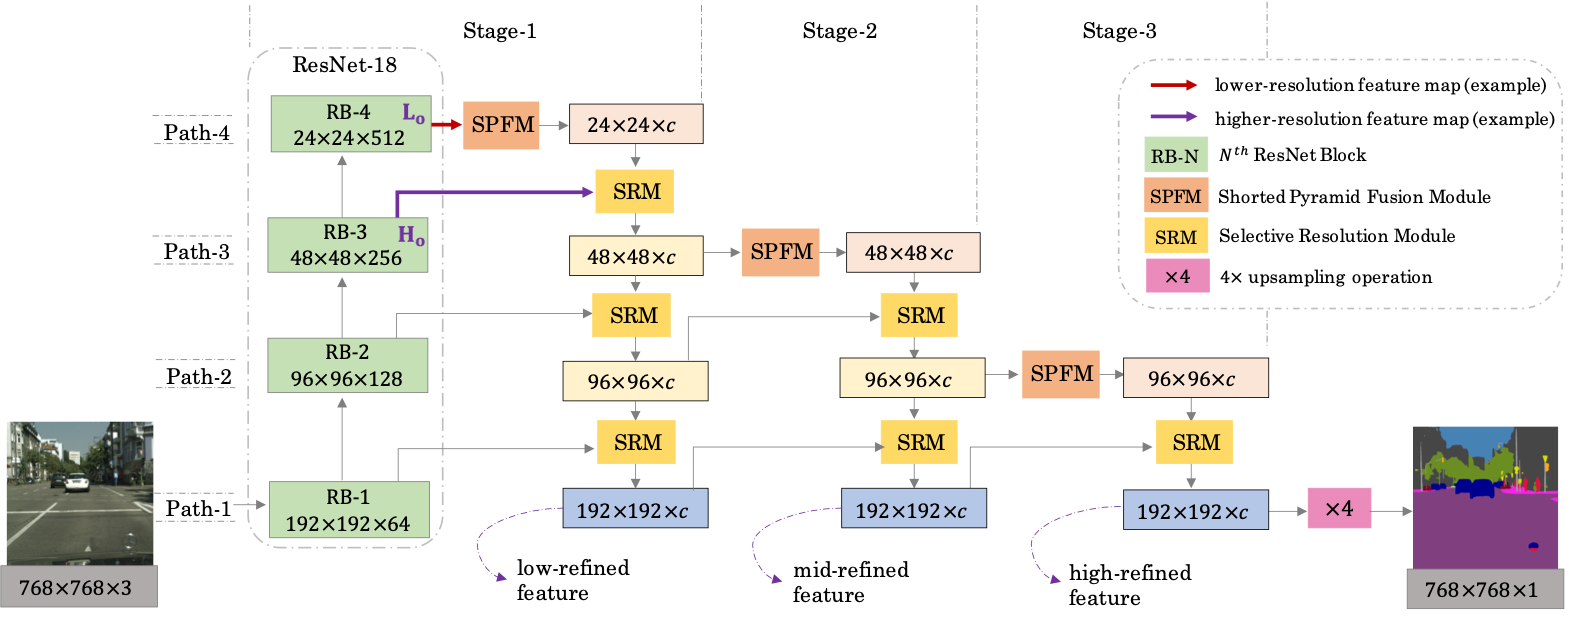 Stage-1
Stage-2
Stage-3
ResNet-18
Path-4
RB-4
L₀
24×24×512
SPFM
24×24×c
SRM
Path-3
RB-3
H₀
48×48×256
48×48×c
SPFM
48×48×c
SRM
SRM
Path-2
RB-2
96×96×128
96×96×c
96×96×c
SPFM
96×96×c
SRM
SRM
SRM
Path-1
RB-1
192×192×64
192×192×c
192×192×c
192×192×c
×4
low-refined
feature
mid-refined
feature
high-refined
feature
768×768×3
768×768×1
lower-resolution feature map (example)
higher-resolution feature map (example)
RB-N
Nᵗʰ ResNet Block
SPFM
Shorted Pyramid Fusion Module
SRM
Selective Resolution Module
×4
4× upsampling operation